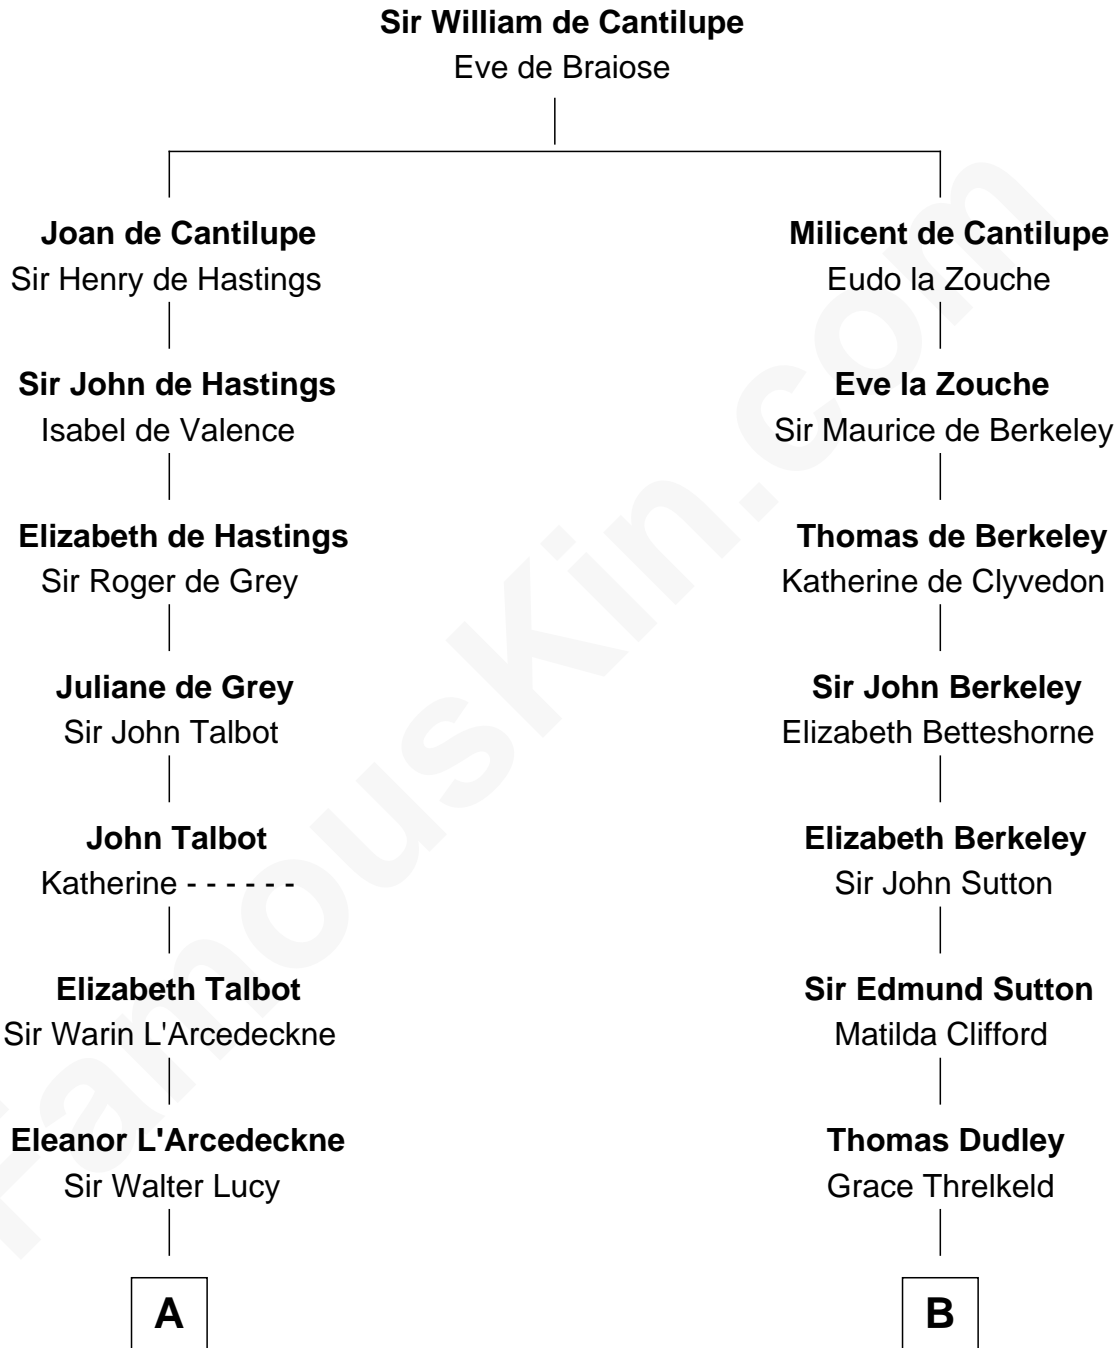 Sir William de Cantilupe
Eve de Braiose
Joan de Cantilupe
Sir Henry de Hastings
Sir John de Hastings
Isabel de Valence
Elizabeth de Hastings
Sir Roger de Grey
Juliane de Grey
Sir John Talbot
John Talbot
Katherine - - - - - -
Elizabeth Talbot
Sir Warin L'Arcedeckne
Eleanor L'Arcedeckne
Sir Walter Lucy
A
Milicent de Cantilupe
Eudo la Zouche
Eve la Zouche
Sir Maurice de Berkeley
Thomas de Berkeley
Katherine de Clyvedon
Sir John Berkeley
Elizabeth Betteshorne
Elizabeth Berkeley
Sir John Sutton
Sir Edmund Sutton
Matilda Clifford
Thomas Dudley
Grace Threlkeld
B
FamousKin.com